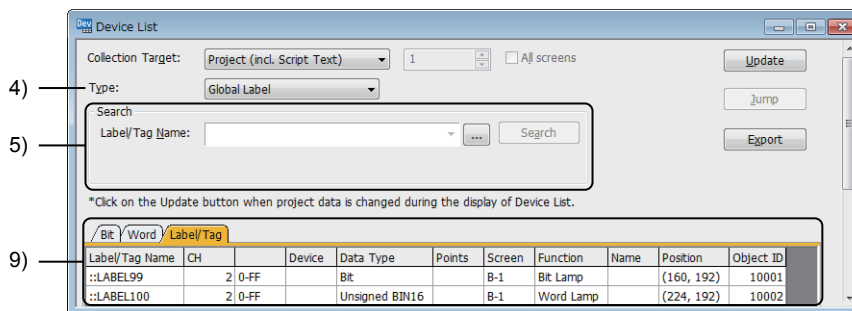 Dev Device List
Collection Target: Project (incl. Script Text) 1 All screens Update
4) Type: Global Label Jump
Search
5) Label/Tag Name: ... Search Export
*Click on the Update button when project data is changed during the display of Device List.
Bit Word Label/Tag
9) Label/Tag Name CH Device Data Type Points Screen Function Name Position Object ID
::LABEL99 2 0-FF Bit B-1 Bit Lamp (160, 192) 10001
::LABEL100 2 0-FF Unsigned BIN16 B-1 Word Lamp (224, 192) 10002